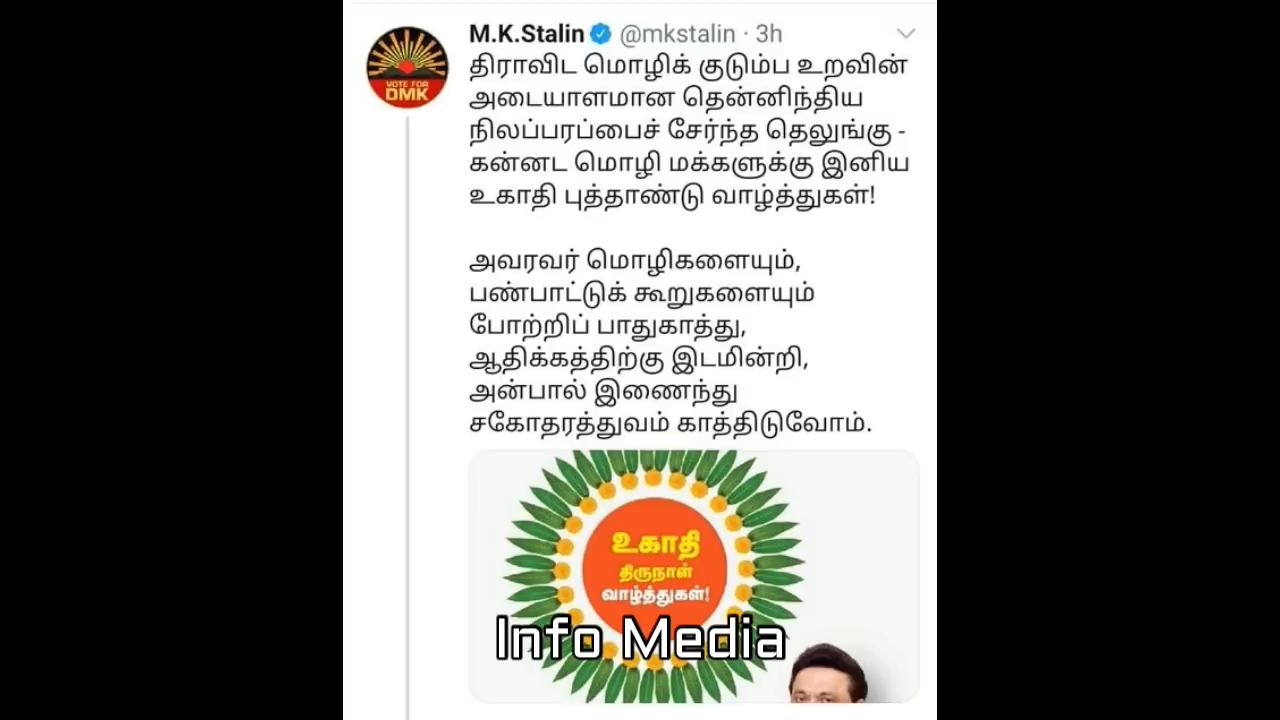 M.K.Stalin @mkstalin · 3h
VOTE FOR
DMK
திராவிட மொழிக் குடும்ப உறவின்
அடையாளமான தென்னிந்திய
நிலப்பரப்பைச் சேர்ந்த தெலுங்கு -
கன்னட மொழி மக்களுக்கு இனிய
உகாதி புத்தாண்டு வாழ்த்துகள்!
அவரவர் மொழிகளையும்,
பண்பாட்டுக் கூறுகளையும்
போற்றிப் பாதுகாத்து,
ஆதிக்கத்திற்கு இடமின்றி,
அன்பால் இணைந்து
சகோதரத்துவம் காத்திடுவோம்.
உகாதி
திருநாள்
வாழ்த்துகள்!
Info Media